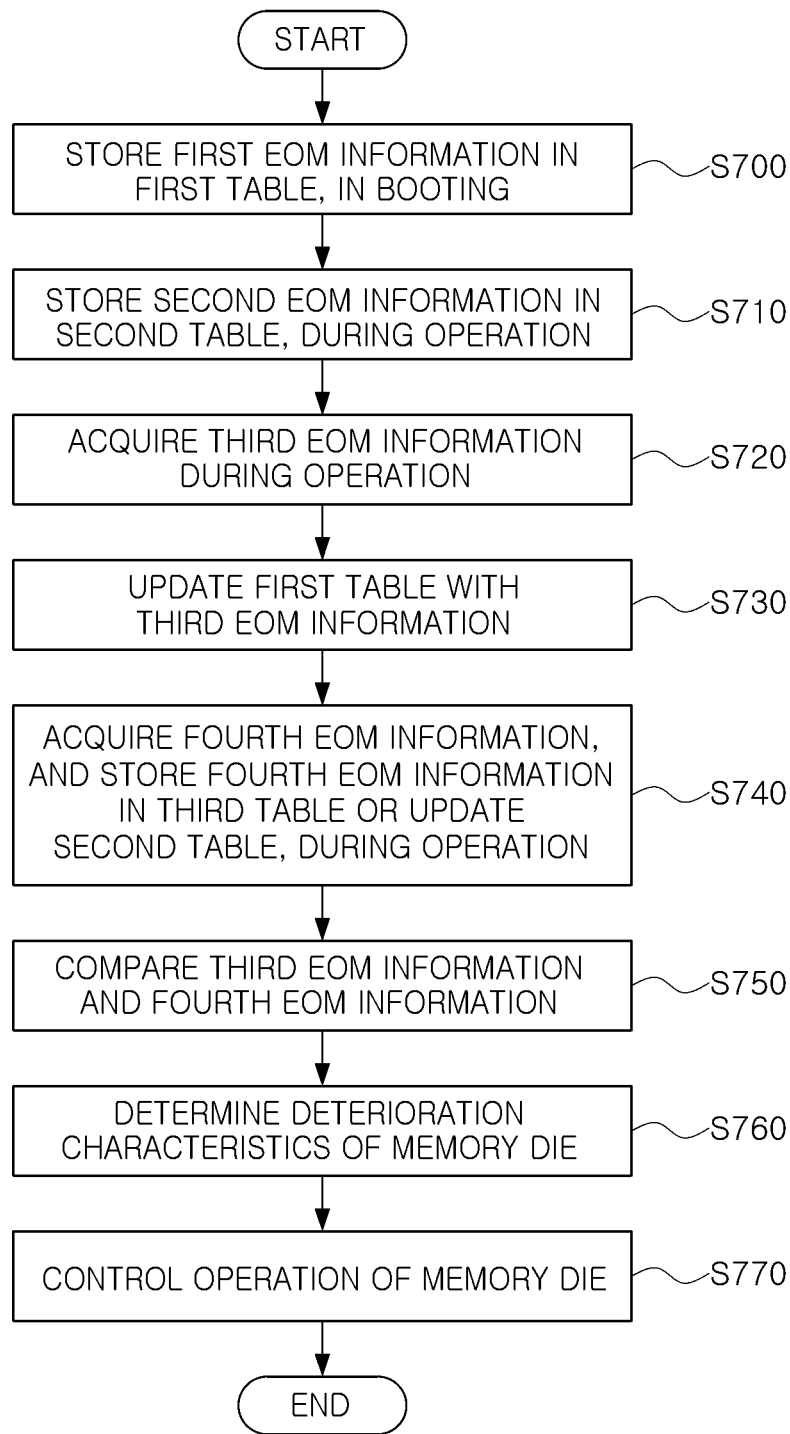 START
STORE FIRST EOM INFORMATION IN
FIRST TABLE, IN BOOTING
S700
STORE SECOND EOM INFORMATION IN
SECOND TABLE, DURING OPERATION
S710
ACQUIRE THIRD EOM INFORMATION
DURING OPERATION
S720
UPDATE FIRST TABLE WITH
THIRD EOM INFORMATION
S730
ACQUIRE FOURTH EOM INFORMATION,
AND STORE FOURTH EOM INFORMATION
IN THIRD TABLE OR UPDATE
SECOND TABLE, DURING OPERATION
S740
COMPARE THIRD EOM INFORMATION
AND FOURTH EOM INFORMATION
S750
DETERMINE DETERIORATION
CHARACTERISTICS OF MEMORY DIE
S760
CONTROL OPERATION OF MEMORY DIE
S770
END